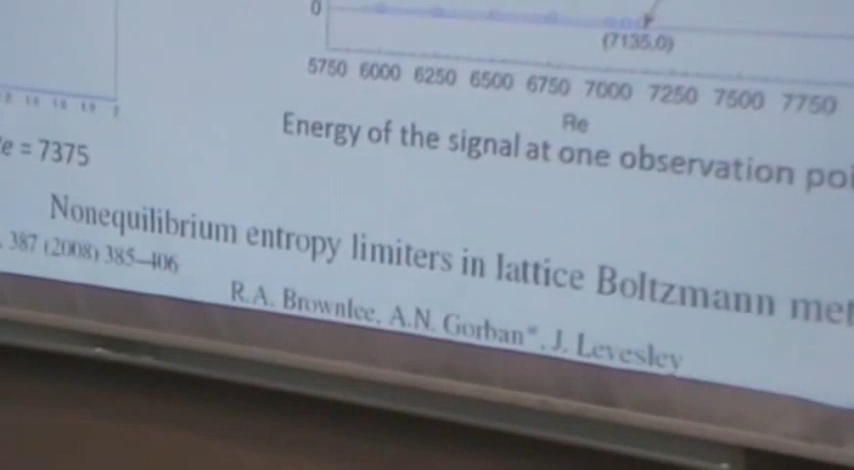 0
(7135.0)
5750 6000 6250 6500 6750 7000 7250 7500 7750
Re
Energy of the signal at one observation poi
e = 7375
Nonequilibrium entropy limiters in lattice Boltzmann met
387 (2008) 385–406
R.A. Brownlee, A.N. Gorban*, J. Levesley